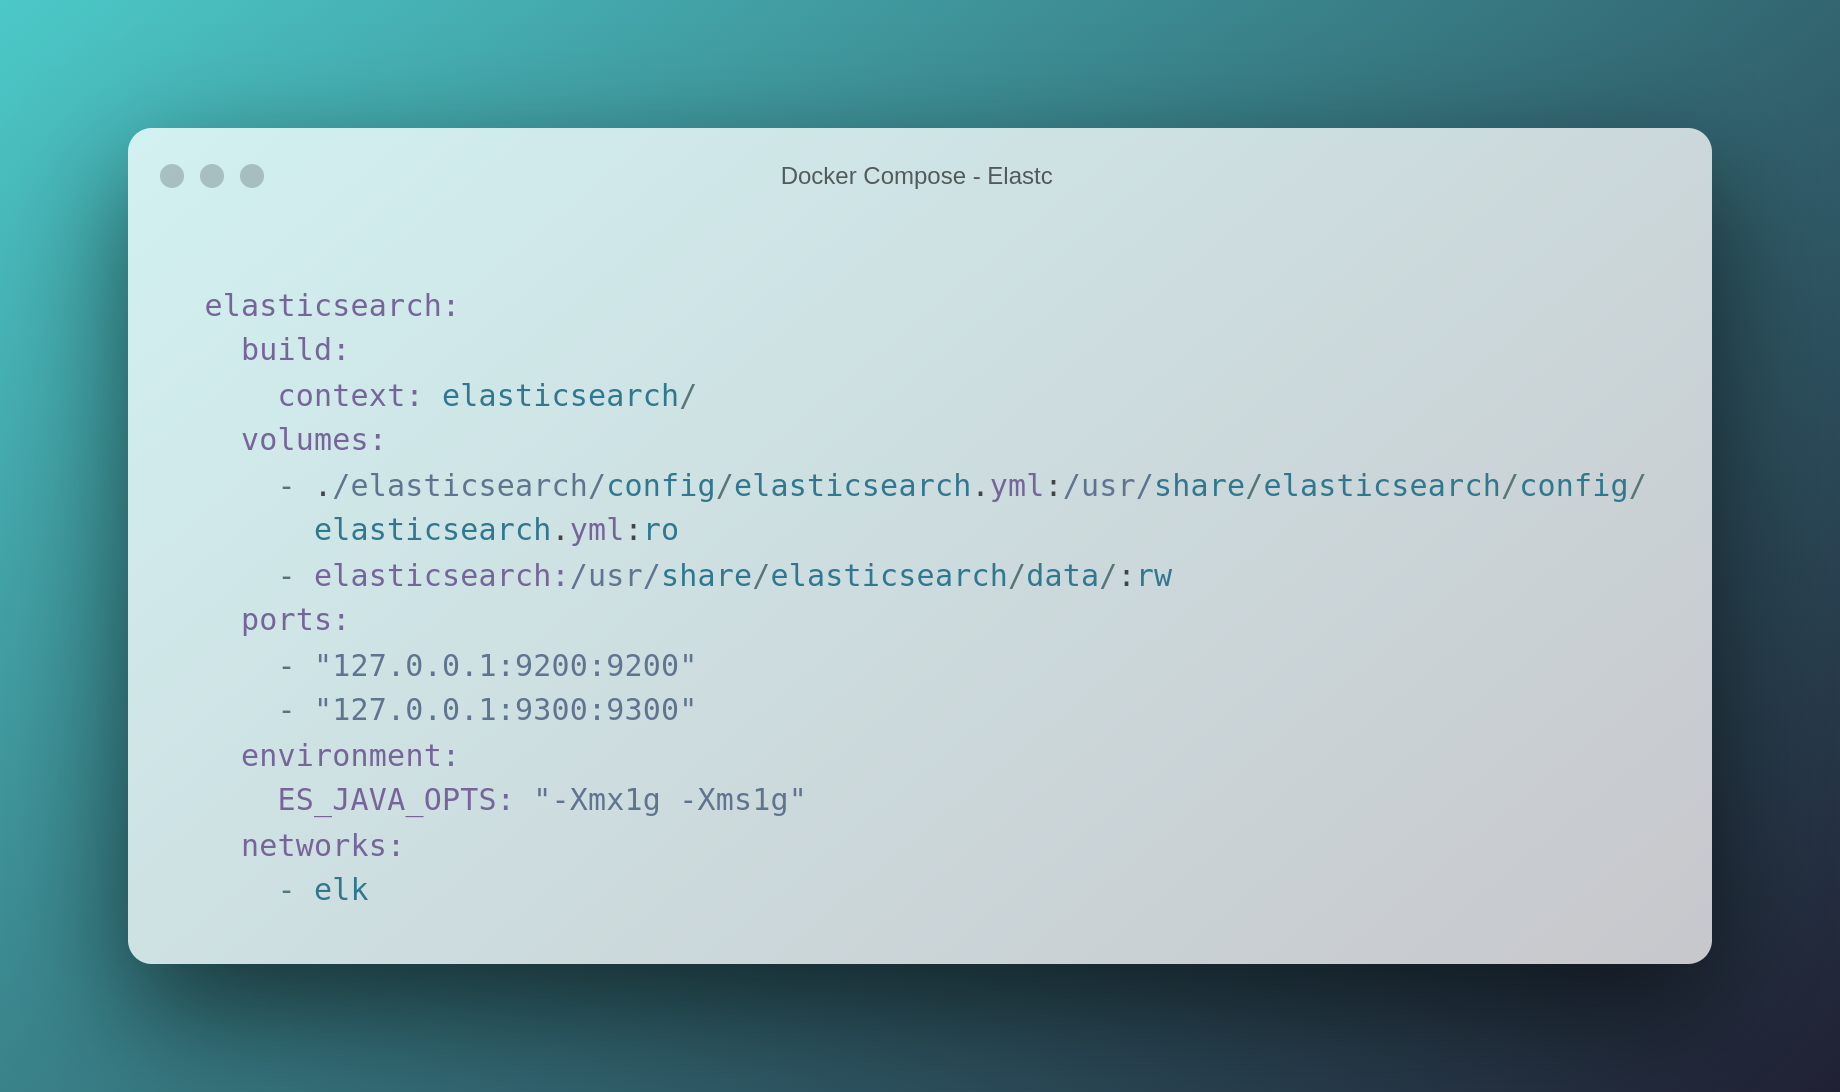 Docker Compose - Elastc
elasticsearch:
  build:
    context: elasticsearch/
  volumes:
    - ./elasticsearch/config/elasticsearch.yml:/usr/share/elasticsearch/config/
      elasticsearch.yml:ro
    - elasticsearch:/usr/share/elasticsearch/data/:rw
  ports:
    - "127.0.0.1:9200:9200"
    - "127.0.0.1:9300:9300"
  environment:
    ES_JAVA_OPTS: "-Xmx1g -Xms1g"
  networks:
    - elk